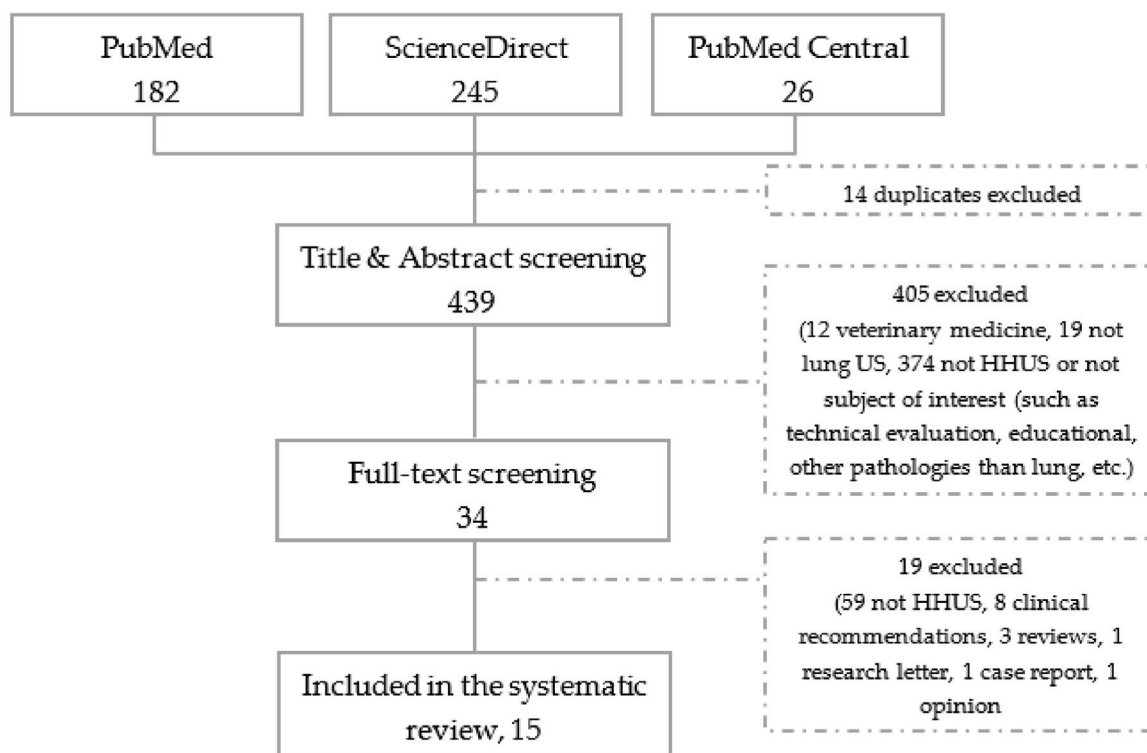 PubMed
182
ScienceDirect
245
PubMed Central
26
14 duplicates excluded
Title & Abstract screening
439
405 excluded
(12 veterinary medicine, 19 not
lung US, 374 not HHUS or not
subject of interest (such as
technical evaluation, educational,
other pathologies than lung, etc.)
Full-text screening
34
19 excluded
(59 not HHUS, 8 clinical
recommendations, 3 reviews, 1
research letter, 1 case report, 1
opinion
Included in the systematic
review, 15